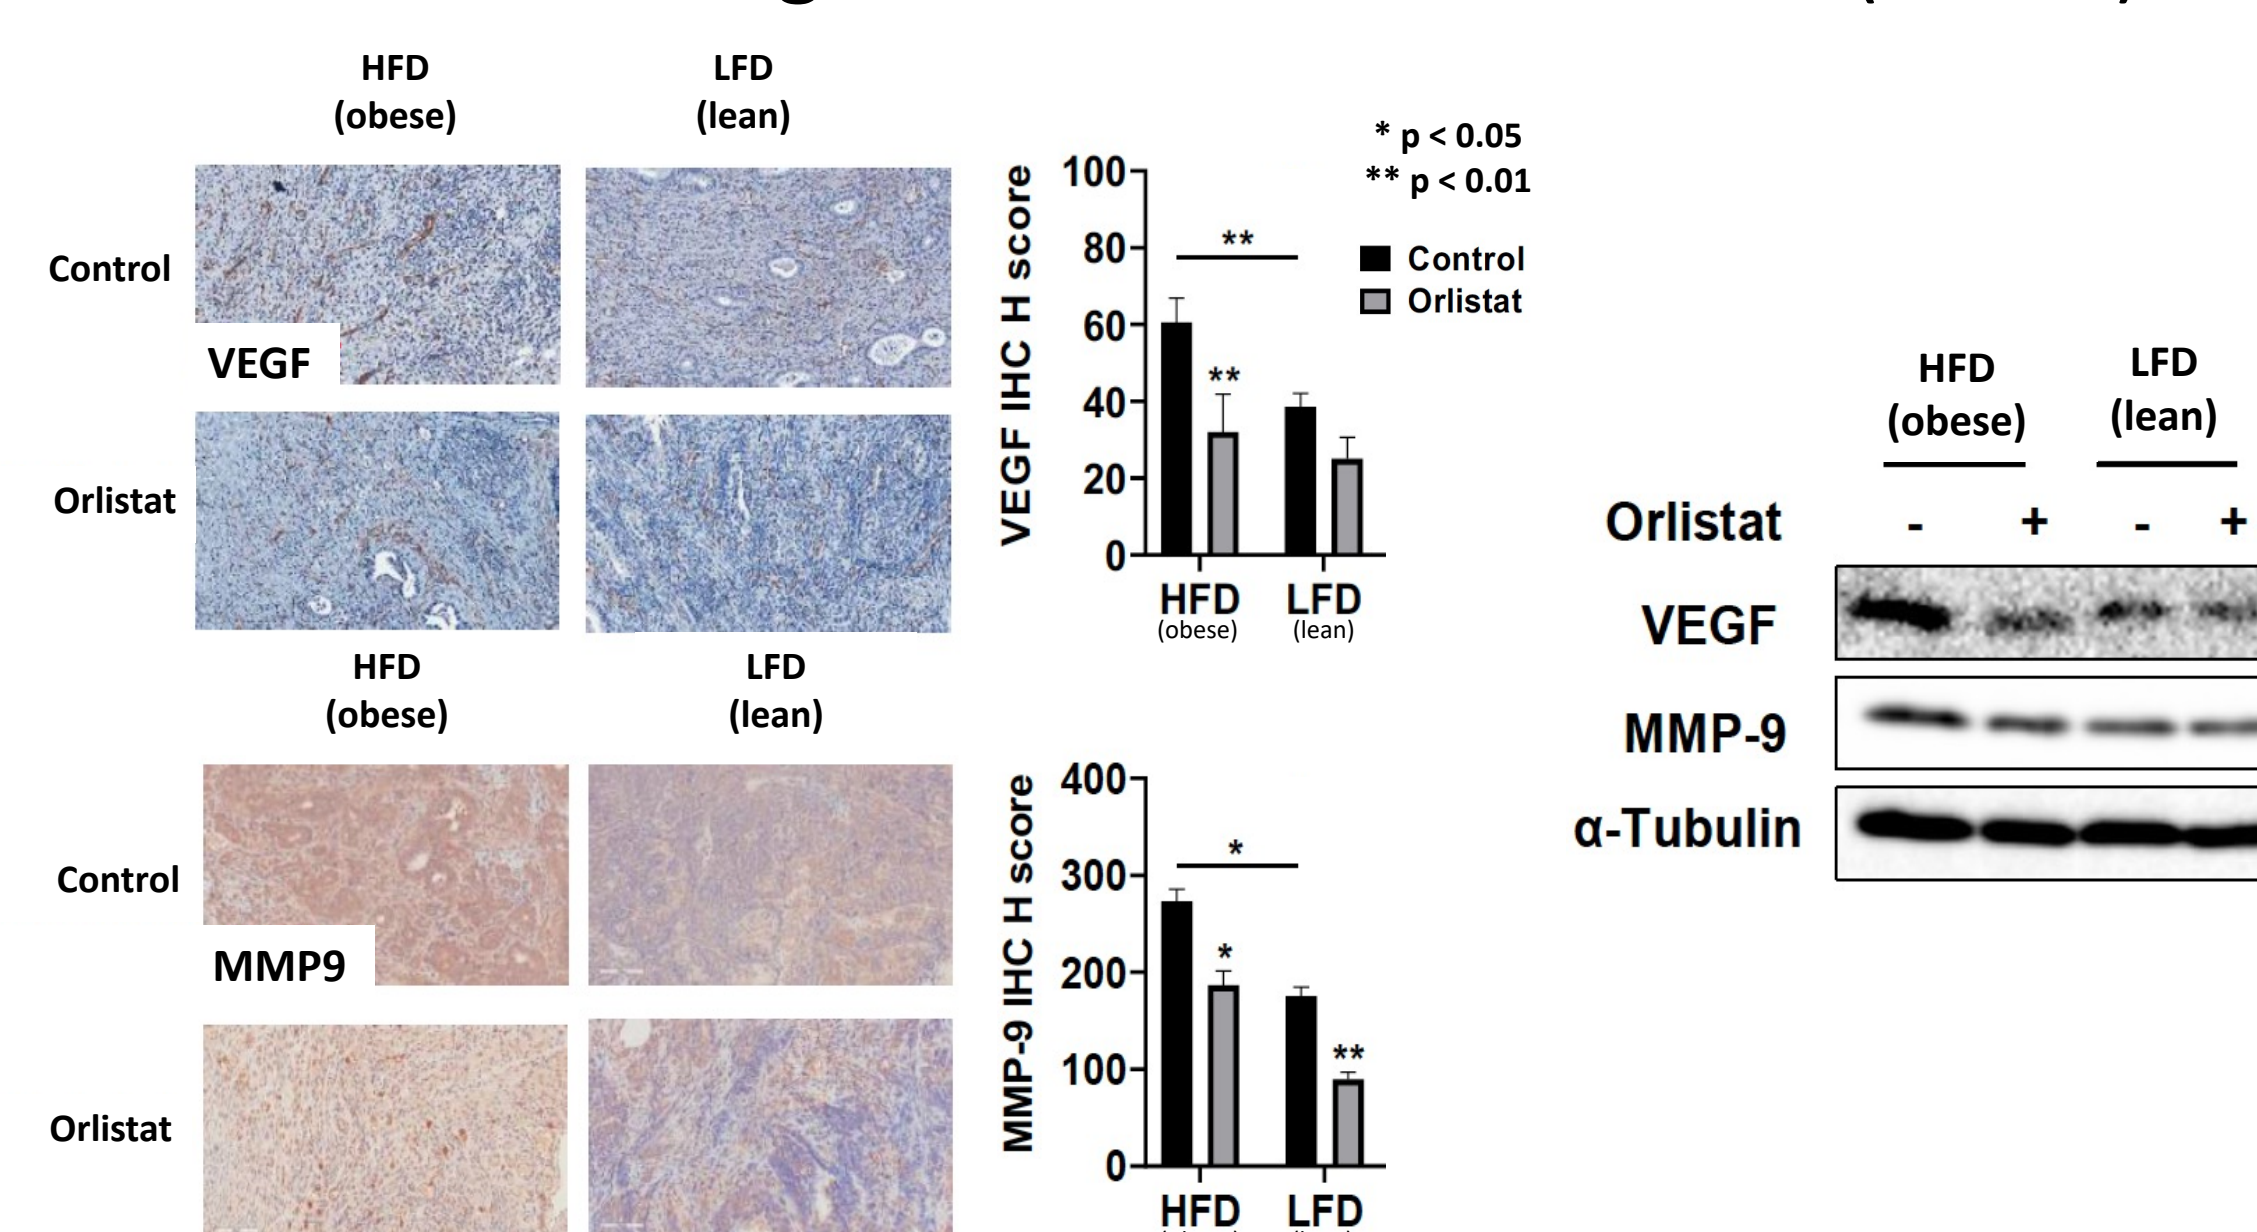 HFD
(obese)
LFD
(lean)
Control
VEGF
Orlistat
HFD
(obese)
LFD
(lean)
Control
MMP9
Orlistat
VEGF IHC H score
100
80
60
40
20
0
**
**
* p < 0.05
** p < 0.01
Control
Orlistat
HFD
(obese)
LFD
(lean)
MMP-9 IHC H score
400
300
200
100
0
*
*
**
HFD
LFD
HFD
(obese)
LFD
(lean)
Orlistat - + - +
VEGF
MMP-9
α-Tubulin